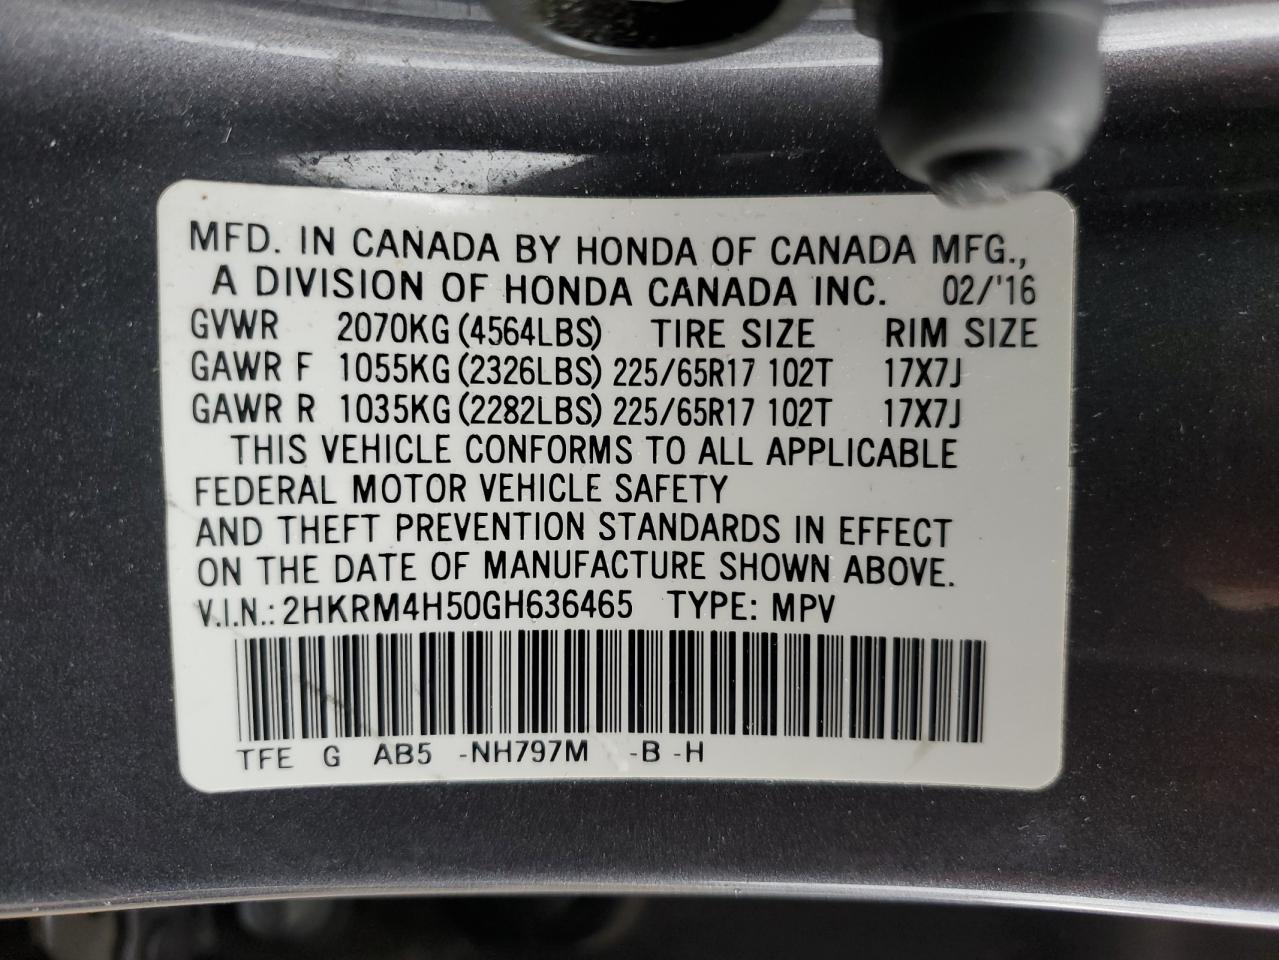 MFD. IN CANADA BY HONDA OF CANADA MFG.,
A DIVISION OF HONDA CANADA INC. 02/'16
GVWR 2070KG (4564LBS) TIRE SIZE RIM SIZE
GAWR F 1055KG (2326LBS) 225/65R17 102T 17X7J
GAWR R 1035KG (2282LBS) 225/65R17 102T 17X7J
THIS VEHICLE CONFORMS TO ALL APPLICABLE
FEDERAL MOTOR VEHICLE SAFETY
AND THEFT PREVENTION STANDARDS IN EFFECT
ON THE DATE OF MANUFACTURE SHOWN ABOVE.
V.I.N.: 2HKRM4H50GH636465 TYPE: MPV
TFE G AB5 -NH797M -B -H